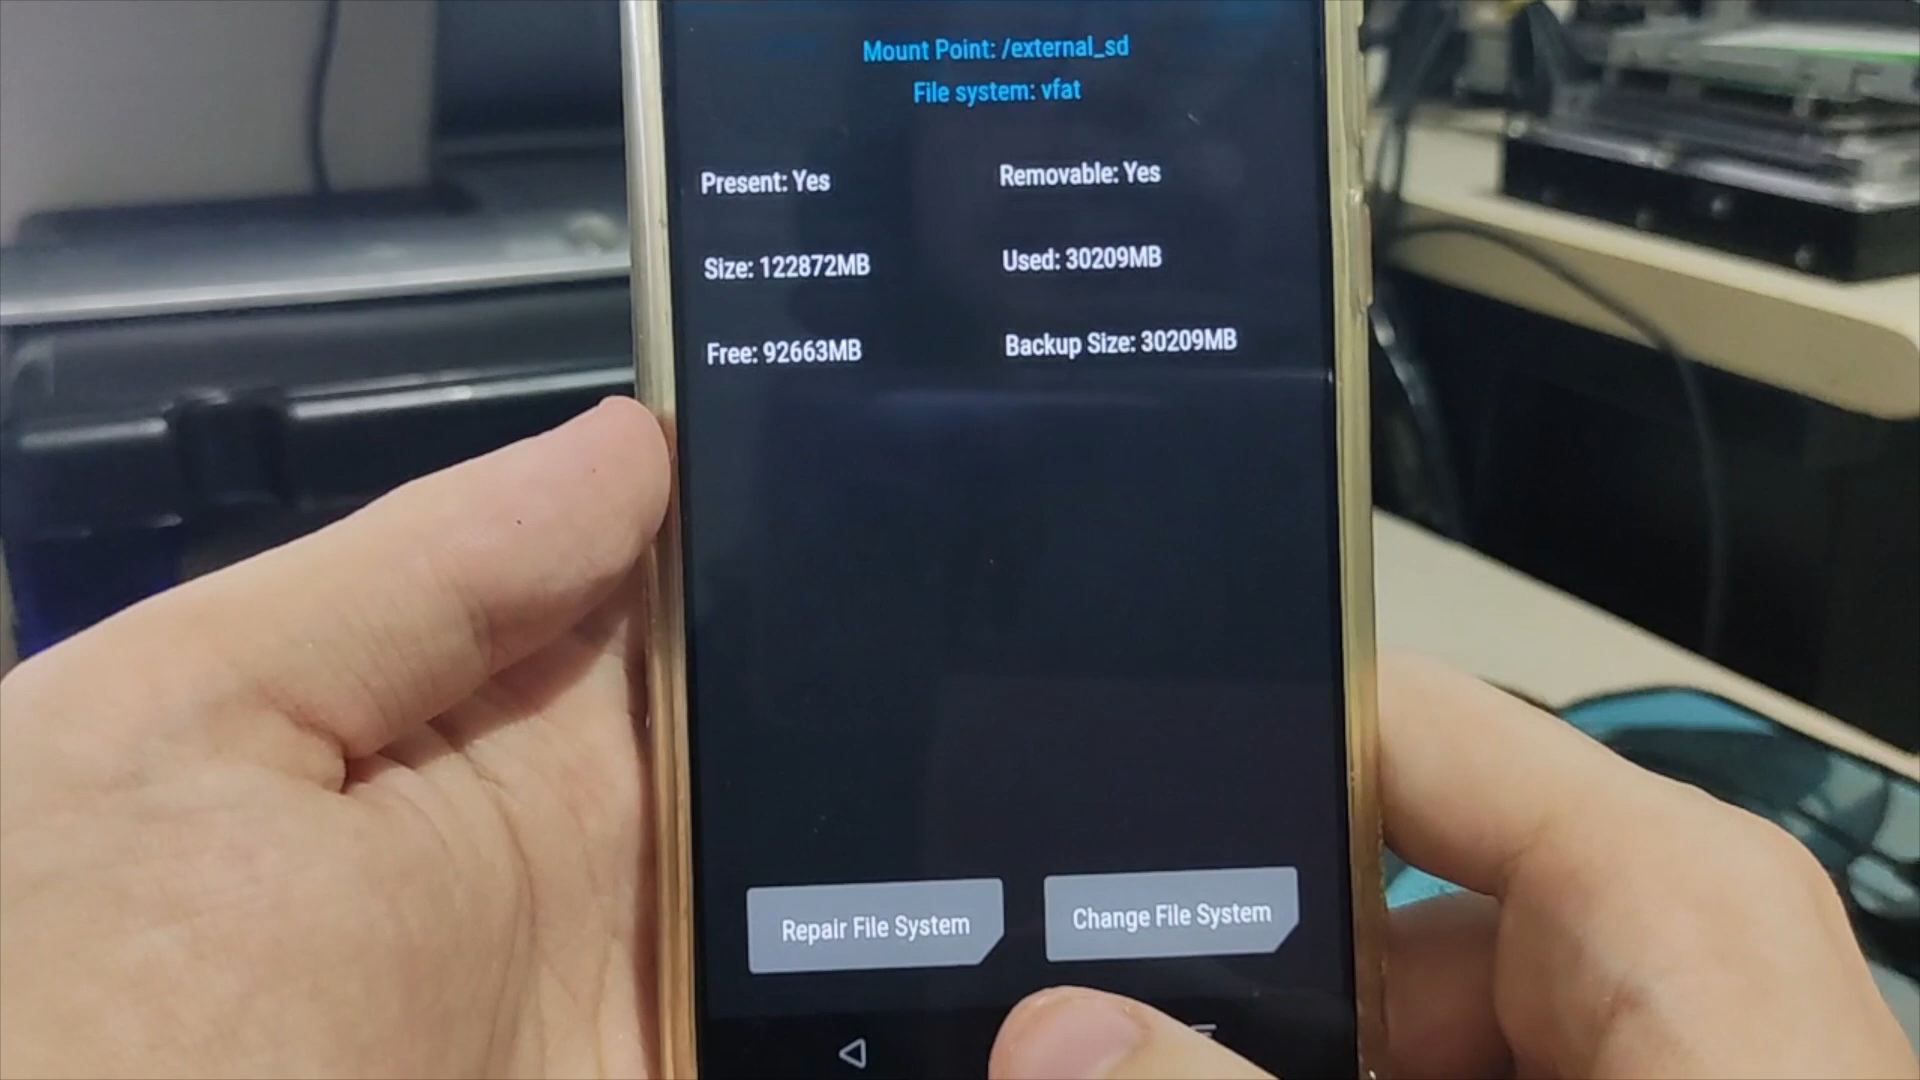 Mount Point: /external_sd
File system: vfat
Present: Yes
Removable: Yes
Size: 122872MB
Used: 30209MB
Free: 92663MB
Backup Size: 30209MB
Repair File System
Change File System